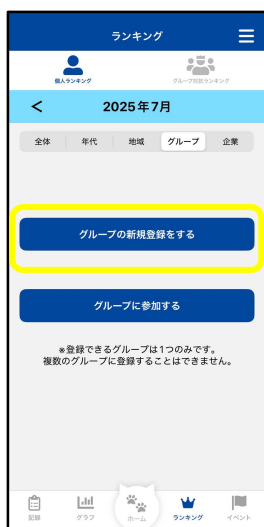 ランキング
個人ランキング
グループ対抗ランキング
< 2025年7月
全体 年代 地域 グループ 企業
グループの新規登録をする
グループに参加する
※登録できるグループは1つのみです。
複数のグループに登録することはできません。
記録 グラフ ホーム ランキング イベント